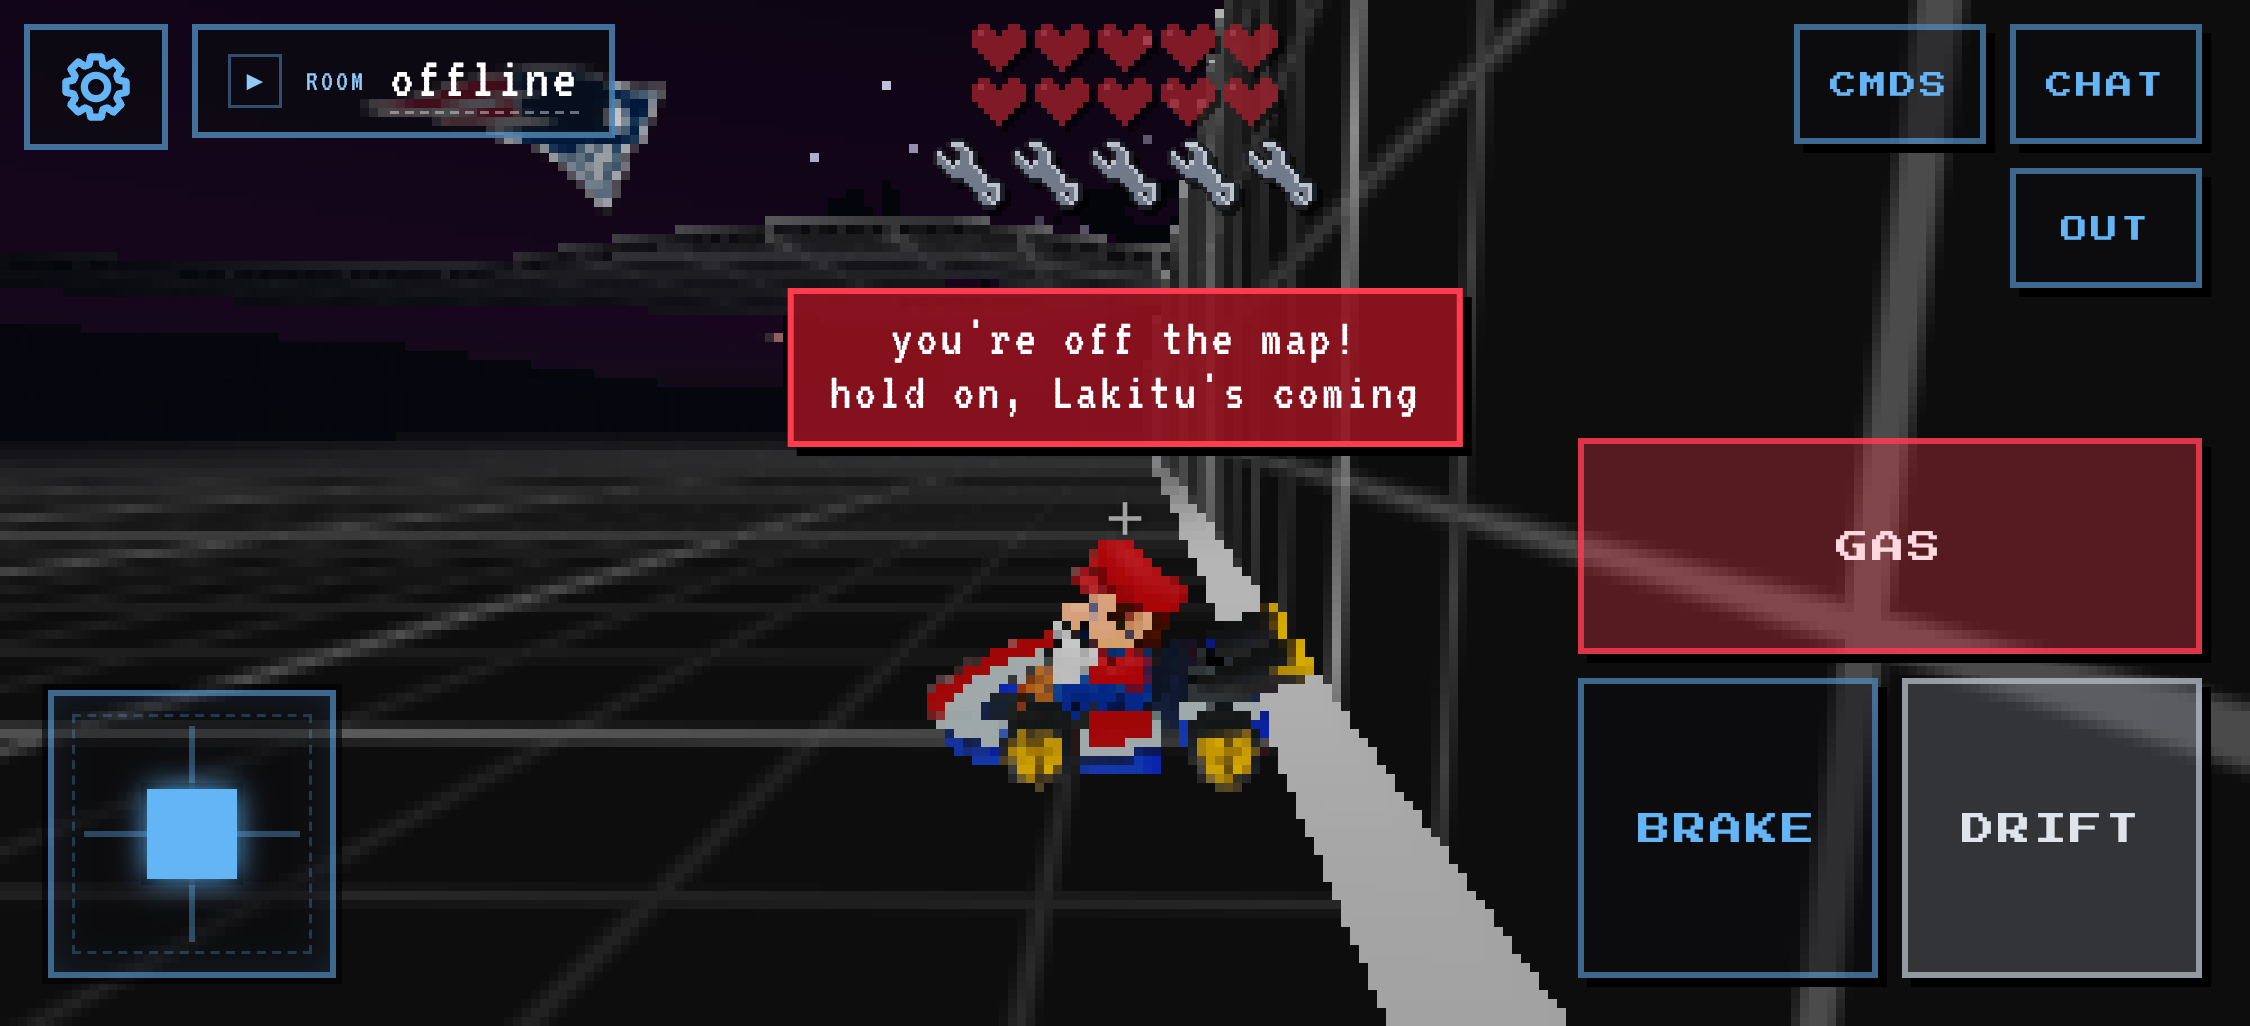 ROOM offline
CMDS
CHAT
OUT
you're off the map!
hold on, Lakitu's coming
GAS
BRAKE
DRIFT